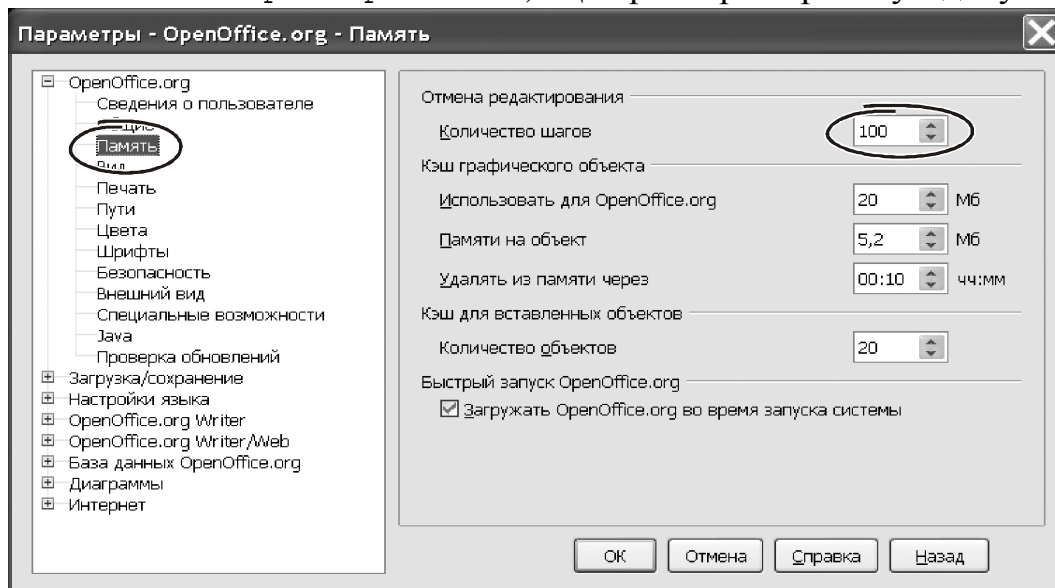 Параметры - OpenOffice.org - Память
OpenOffice.org
Сведения о пользователе
Память
Вид
Печать
Пути
Цвета
Шрифты
Безопасность
Внешний вид
Специальные возможности
Java
Проверка обновлений
Загрузка/сохранение
Настройки языка
OpenOffice.org Writer
OpenOffice.org Writer/Web
База данных OpenOffice.org
Диаграммы
Интернет
Отмена редактирования
Количество шагов 100
Кэш графического объекта
Использовать для OpenOffice.org 20 Мб
Памяти на объект 5,2 Мб
Удалять из памяти через 00:10 чч:мм
Кэш для вставленных объектов
Количество объектов 20
Быстрый запуск OpenOffice.org
Загружать OpenOffice.org во время запуска системы
ОК Отмена Справка Назад